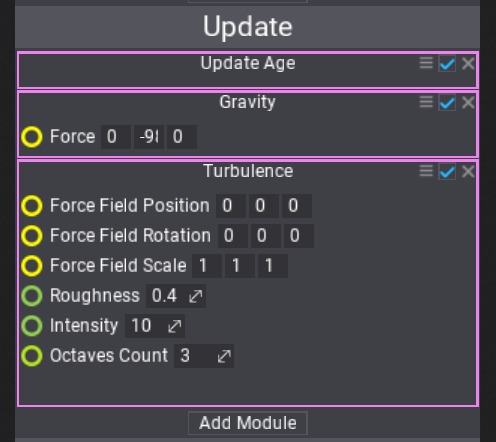 Update
Update Age
Gravity
Force 0 0
Turbulence
Force Field Position 0 0 0
Force Field Rotation 0 0 0
Force Field Scale 1 1 1
Roughness 0.4
Intensity 10
Octaves Count 3
Add Module